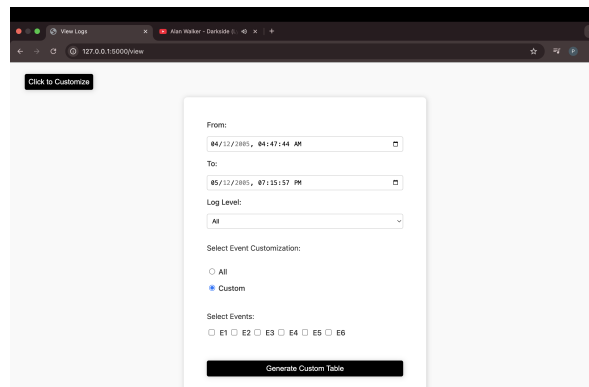 View Logs
Alan Walker - Darkside (
127.0.0.1:5000/view
P
Click to Customize
From:
04/12/2005, 04:47:44 AM
To:
05/12/2005, 07:15:57 PM
Log Level:
All
Select Event Customization:
All
Custom
Select Events:
E1 E2 E3 E4 E5 E6
Generate Custom Table